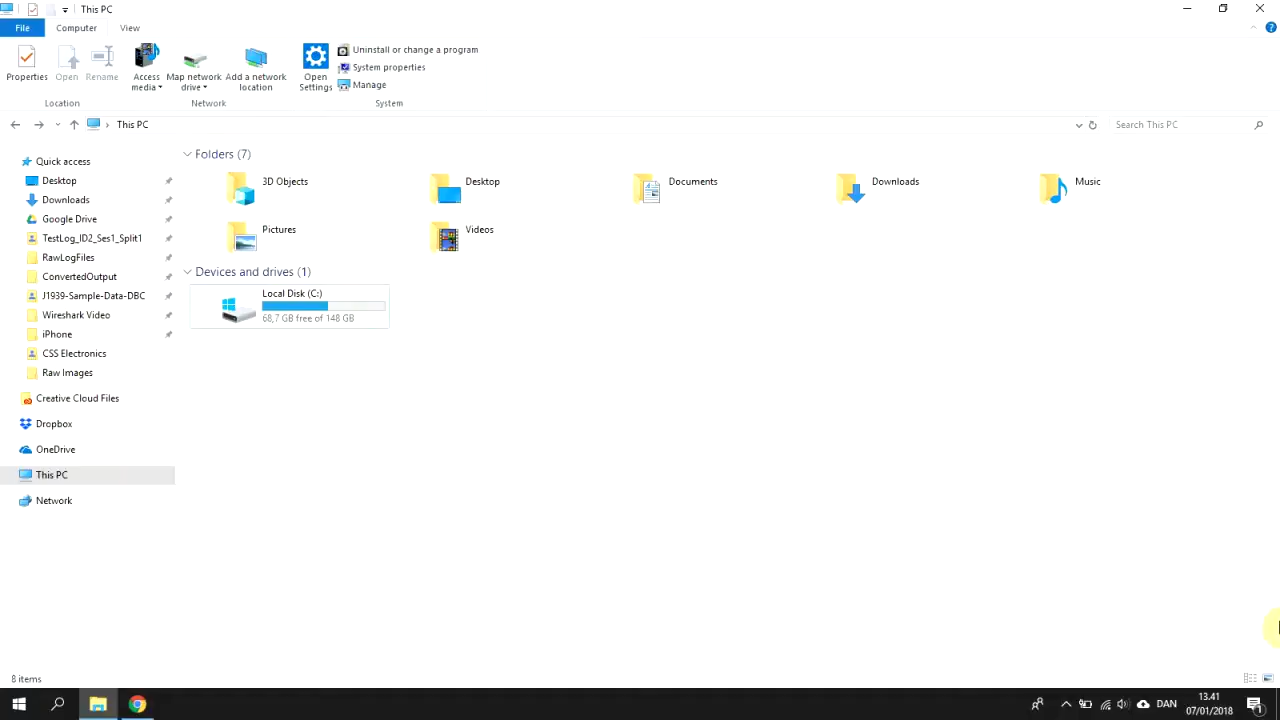 This PC
File Computer View
Properties Open Rename Access media Map network drive Add a network location Open Settings
Uninstall or change a program
System properties
Manage
Location Network System
This PC
Search This PC
Quick access
Desktop
Downloads
Google Drive
TestLog_ID2_Ses1_Split1
RawLogFiles
ConvertedOutput
J1939-Sample-Data-DBC
Wireshark Video
iPhone
CSS Electronics
Raw Images
Creative Cloud Files
Dropbox
OneDrive
This PC
Network
Folders (7)
3D Objects Desktop Documents Downloads Music
Pictures Videos
Devices and drives (1)
Local Disk (C:)
68,7 GB free of 148 GB
8 items
DAN
13.41
07/01/2018
1